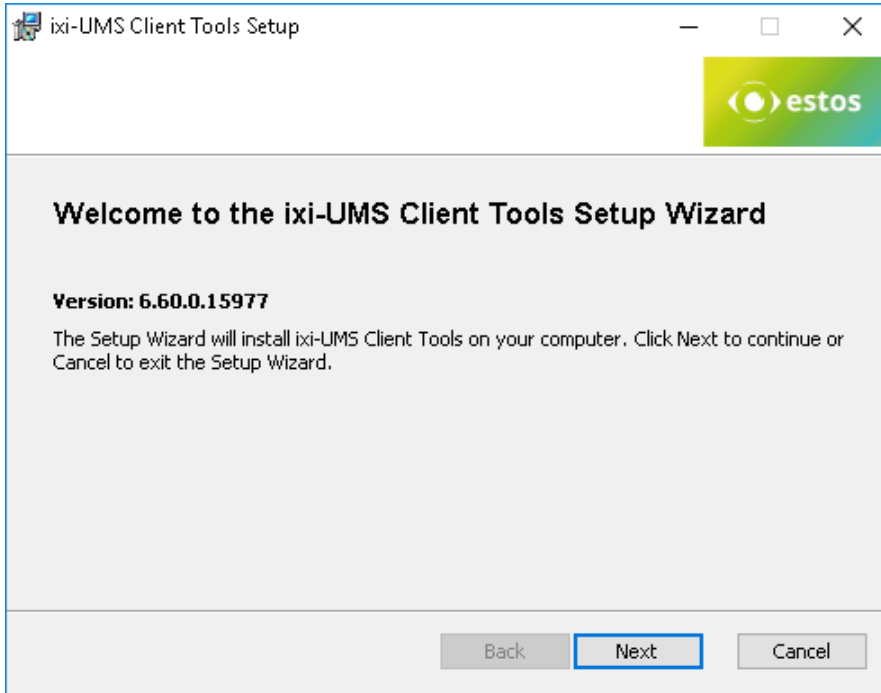 ixi-UMS Client Tools Setup
estos
Welcome to the ixi-UMS Client Tools Setup Wizard
Version: 6.60.0.15977
The Setup Wizard will install ixi-UMS Client Tools on your computer. Click Next to continue or
Cancel to exit the Setup Wizard.
Back Next Cancel